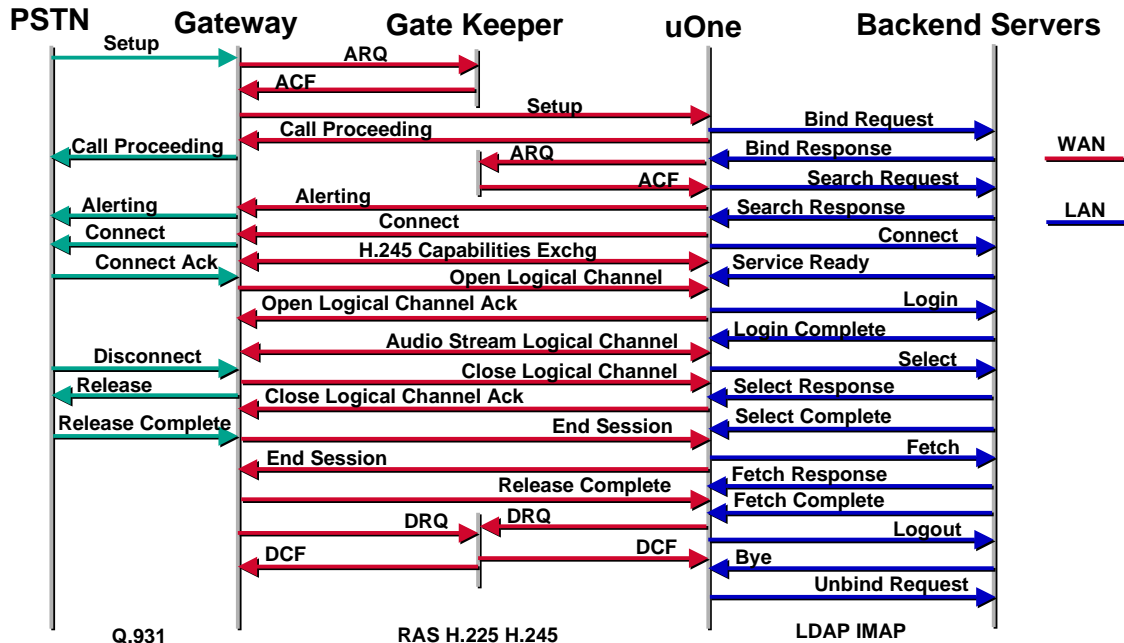 PSTN Gateway Gate Keeper uOne Backend Servers
Setup
ARQ
ACF
Setup
Bind Request
Call Proceeding
Call Proceeding
ARQ
Bind Response
WAN
ACF
Search Request
Alerting
Alerting
Search Response
LAN
Connect
Connect
Connect
H.245 Capabilities Exchg
Connect Ack
Service Ready
Open Logical Channel
Open Logical Channel Ack
Login
Login Complete
Audio Stream Logical Channel
Disconnect
Select
Close Logical Channel
Release
Select Response
Close Logical Channel Ack
Select Complete
Release Complete
End Session
Fetch
End Session
Fetch Response
Release Complete
Fetch Complete
DRQ
DRQ
Logout
DCF
DCF
Bye
Unbind Request
Q.931
RAS H.225 H.245
LDAP IMAP